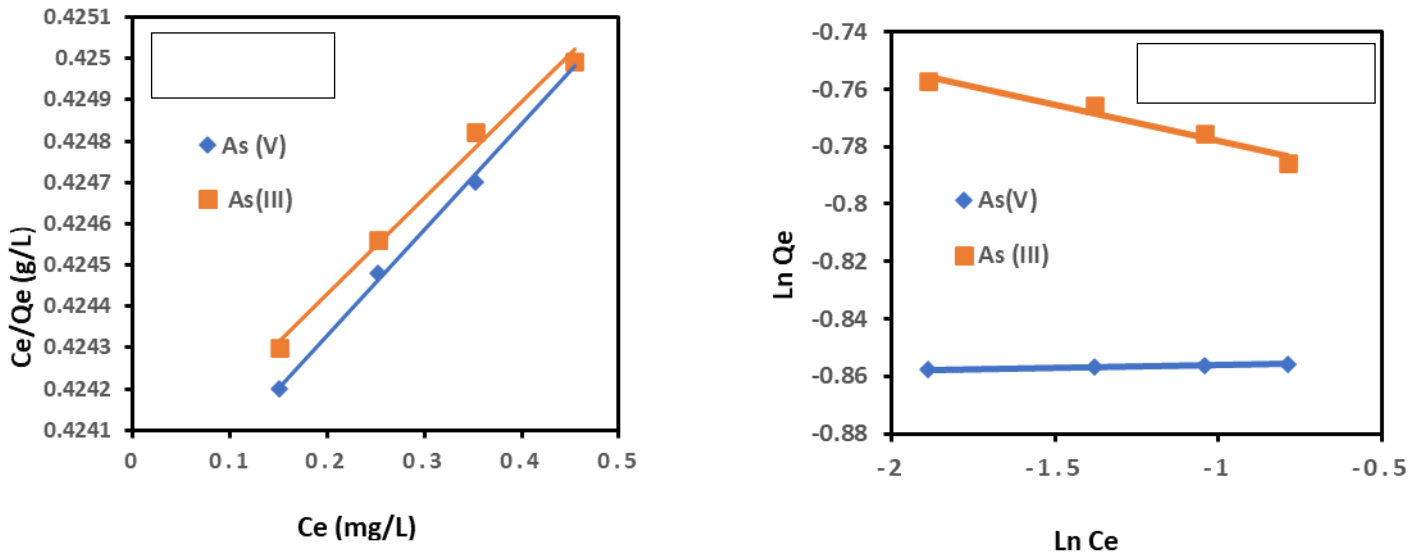 0.4251
0.425
0.4249
0.4248
0.4247
0.4246
0.4245
0.4244
0.4243
0.4242
0.4241
Ce/Qe (g/L)
As (V)
As(III)
0 0.1 0.2 0.3 0.4 0.5
Ce (mg/L)
-0.74
-0.76
-0.78
-0.8
-0.82
-0.84
-0.86
-0.88
Ln Qe
As(V)
As (III)
-2 -1.5 -1 -0.5
Ln Ce